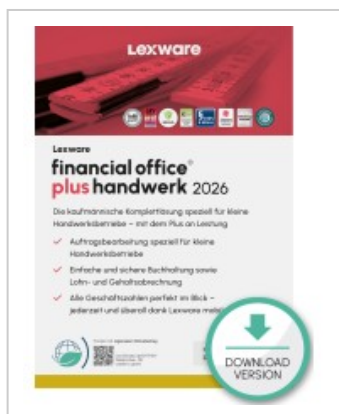 Lexware
Lexware
financial office®
plus handwerk 2026
Die kaufmännische Komplettlösung speziell für kleine
Handwerksbetriebe – mit dem Plus an Leistung
Auftragsbearbeitung speziell für kleine
Handwerksbetriebe
Einfache und sichere Buchhaltung sowie
Lohn- und Gehaltsabrechnung
Alle Geschäftszahlen perfekt im Blick –
jederzeit und überall dank Lexware
DOWNLOAD
VERSION